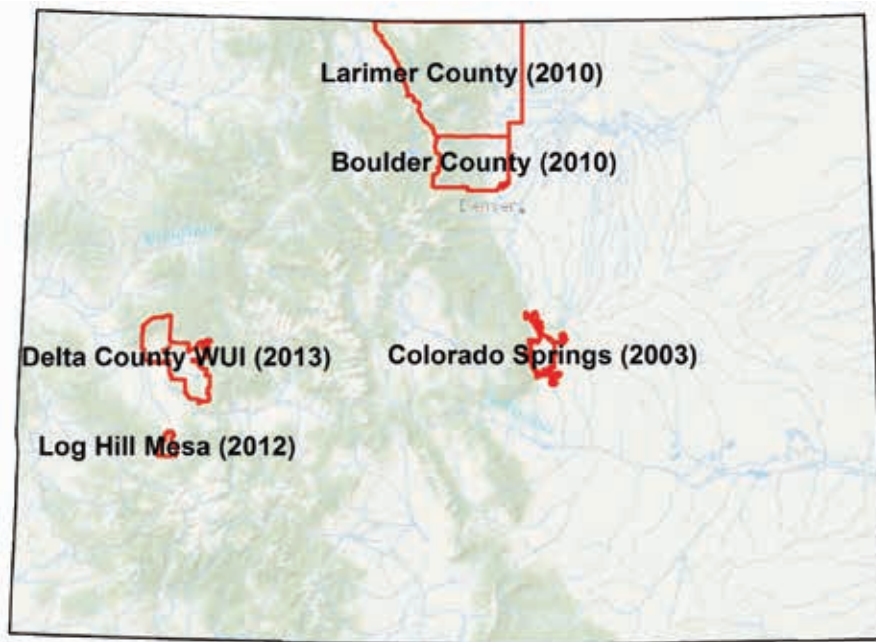 Larimer County (2010)
Boulder County (2010)
Denver
Delta County WUI (2013)
Colorado Springs (2003)
Log Hill Mesa (2012)